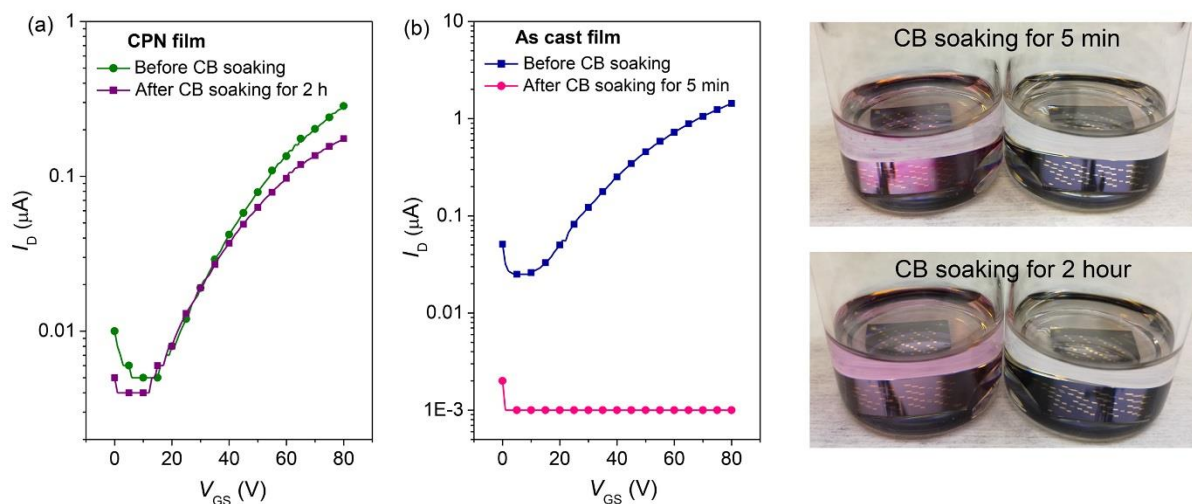 (a)
CPN film
Before CB soaking
After CB soaking for 2 h
1
0.1
0.01
I_D (μA)
0 20 40 60 80
V_GS (V)
(b)
As cast film
Before CB soaking
After CB soaking for 5 min
10
1
0.1
0.01
1E-3
I_D (μA)
0 20 40 60 80
V_GS (V)
CB soaking for 5 min
CB soaking for 2 hour